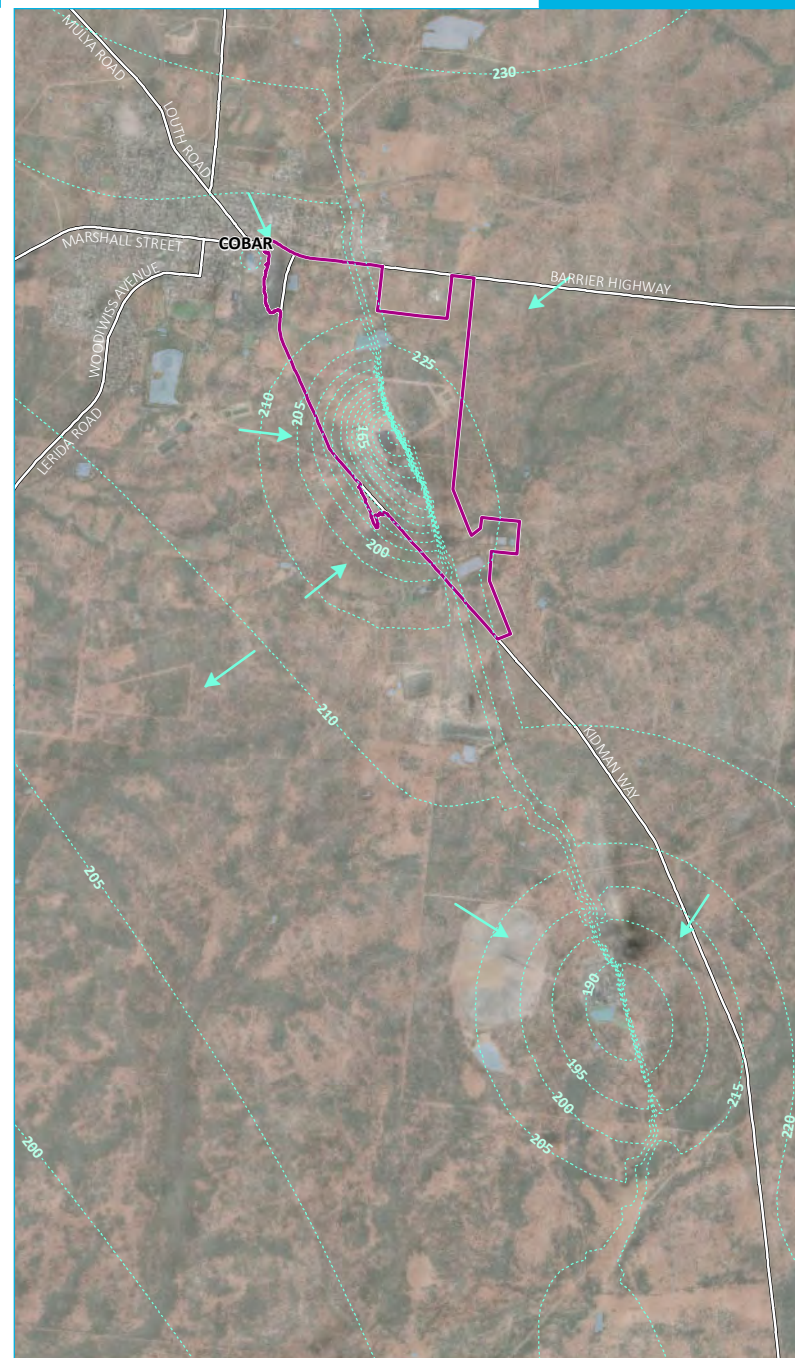 MULYA ROAD
230
LOUTH ROAD
MARSHALL STREET
COBAR
BARRIER HIGHWAY
WOODIWISS AVENUE
225
210
205
165
LERIDA ROAD
200
210
KIDMAN WAY
205
190
195
200
215
205
220
200